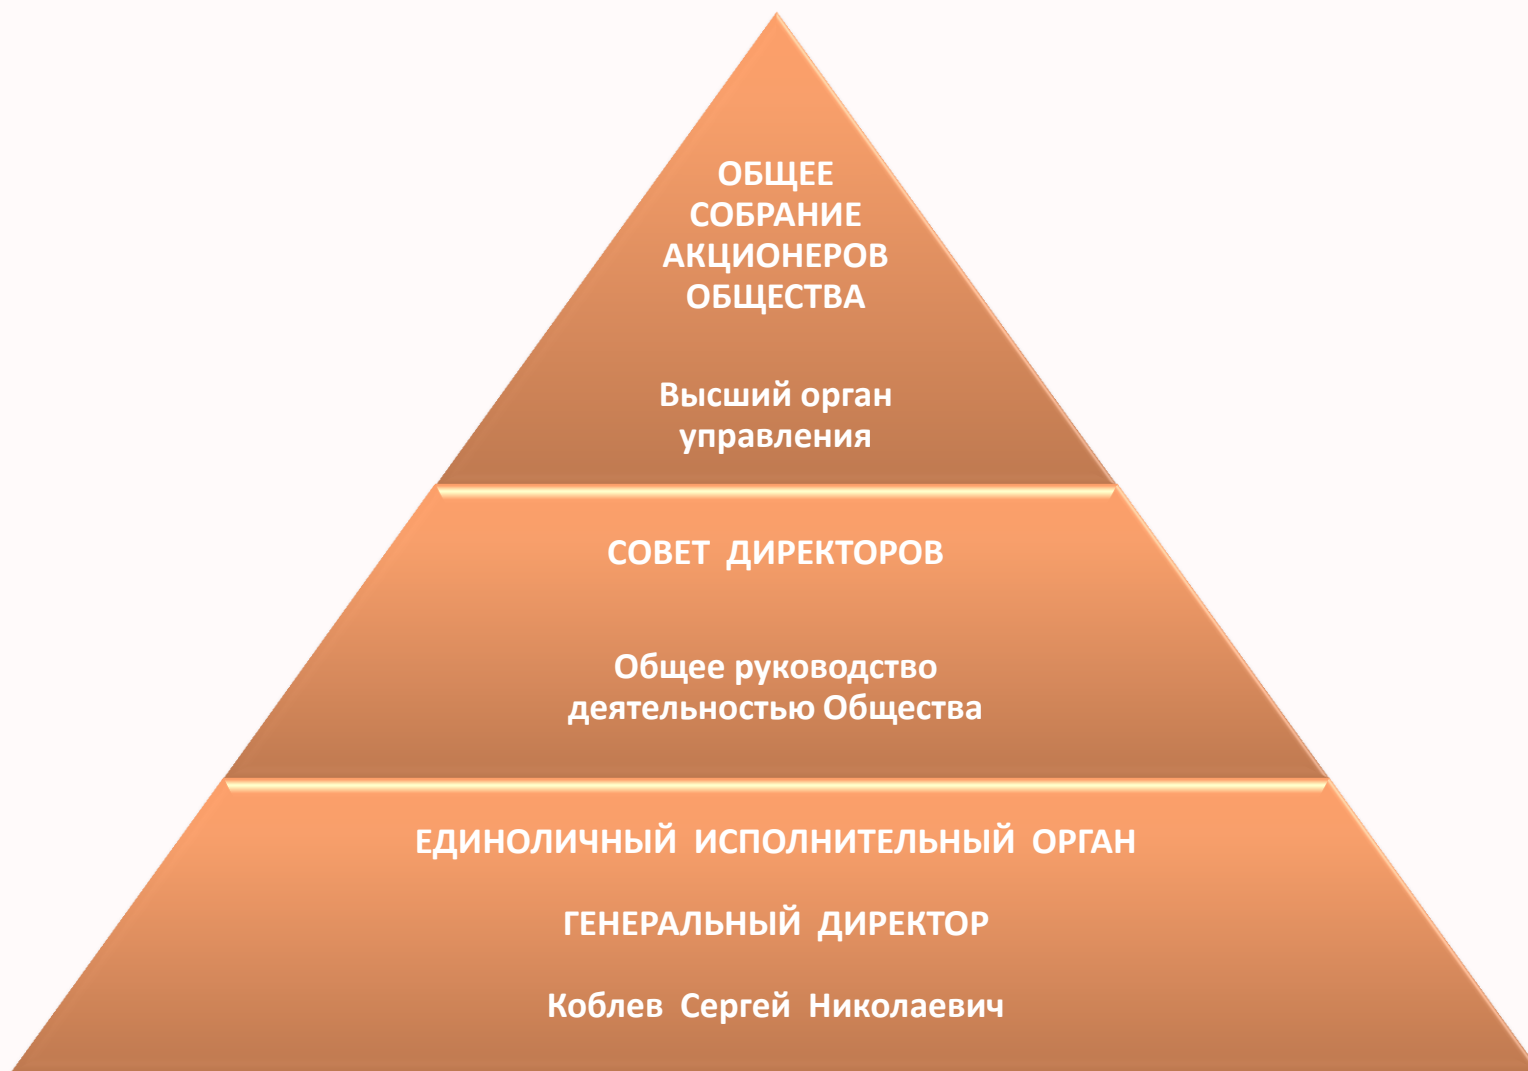 ОБЩЕЕ
СОБРАНИЕ
АКЦИОНЕРОВ
ОБЩЕСТВА
Высший орган
управления
СОВЕТ ДИРЕКТОРОВ
Общее руководство
деятельностью Общества
ЕДИНОЛИЧНЫЙ ИСПОЛНИТЕЛЬНЫЙ ОРГАН
ГЕНЕРАЛЬНЫЙ ДИРЕКТОР
Коблев Сергей Николаевич